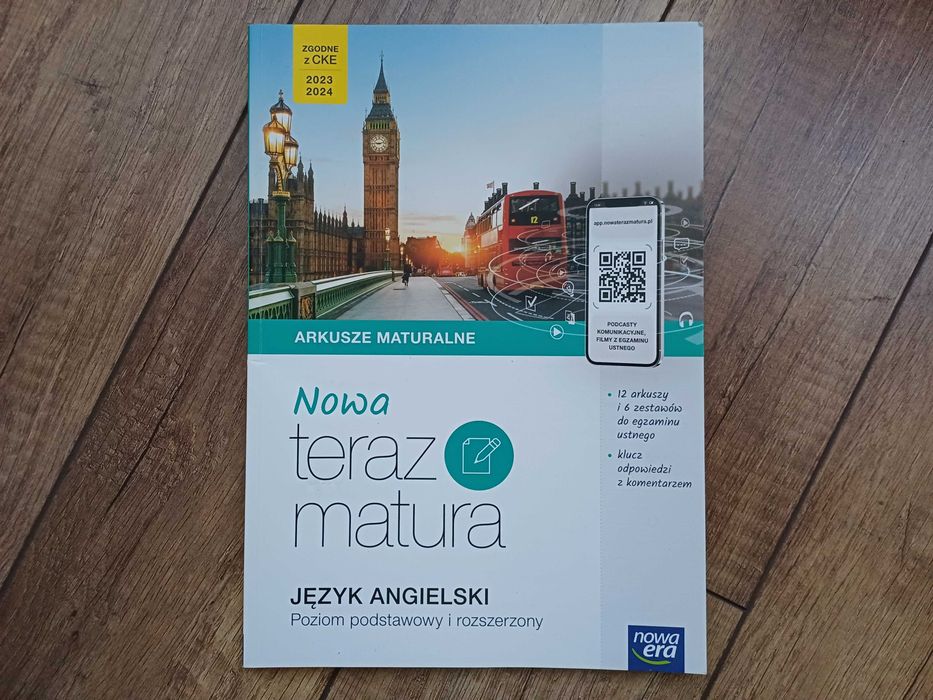 ZGODNE
z CKE
2023
2024
12
app.nowaterazmatura.pl
PODCASTY
KOMUNIKACYJNE,
FILMY Z EGZAMINU
USTNEGO
ARKUSZE MATURALNE
Nowa
teraz
matura
• 12 arkuszy
i 6 zestawów
do egzaminu
ustnego
• klucz
odpowiedzi
z komentarzem
JĘZYK ANGIELSKI
Poziom podstawowy i rozszerzony
nowa
era